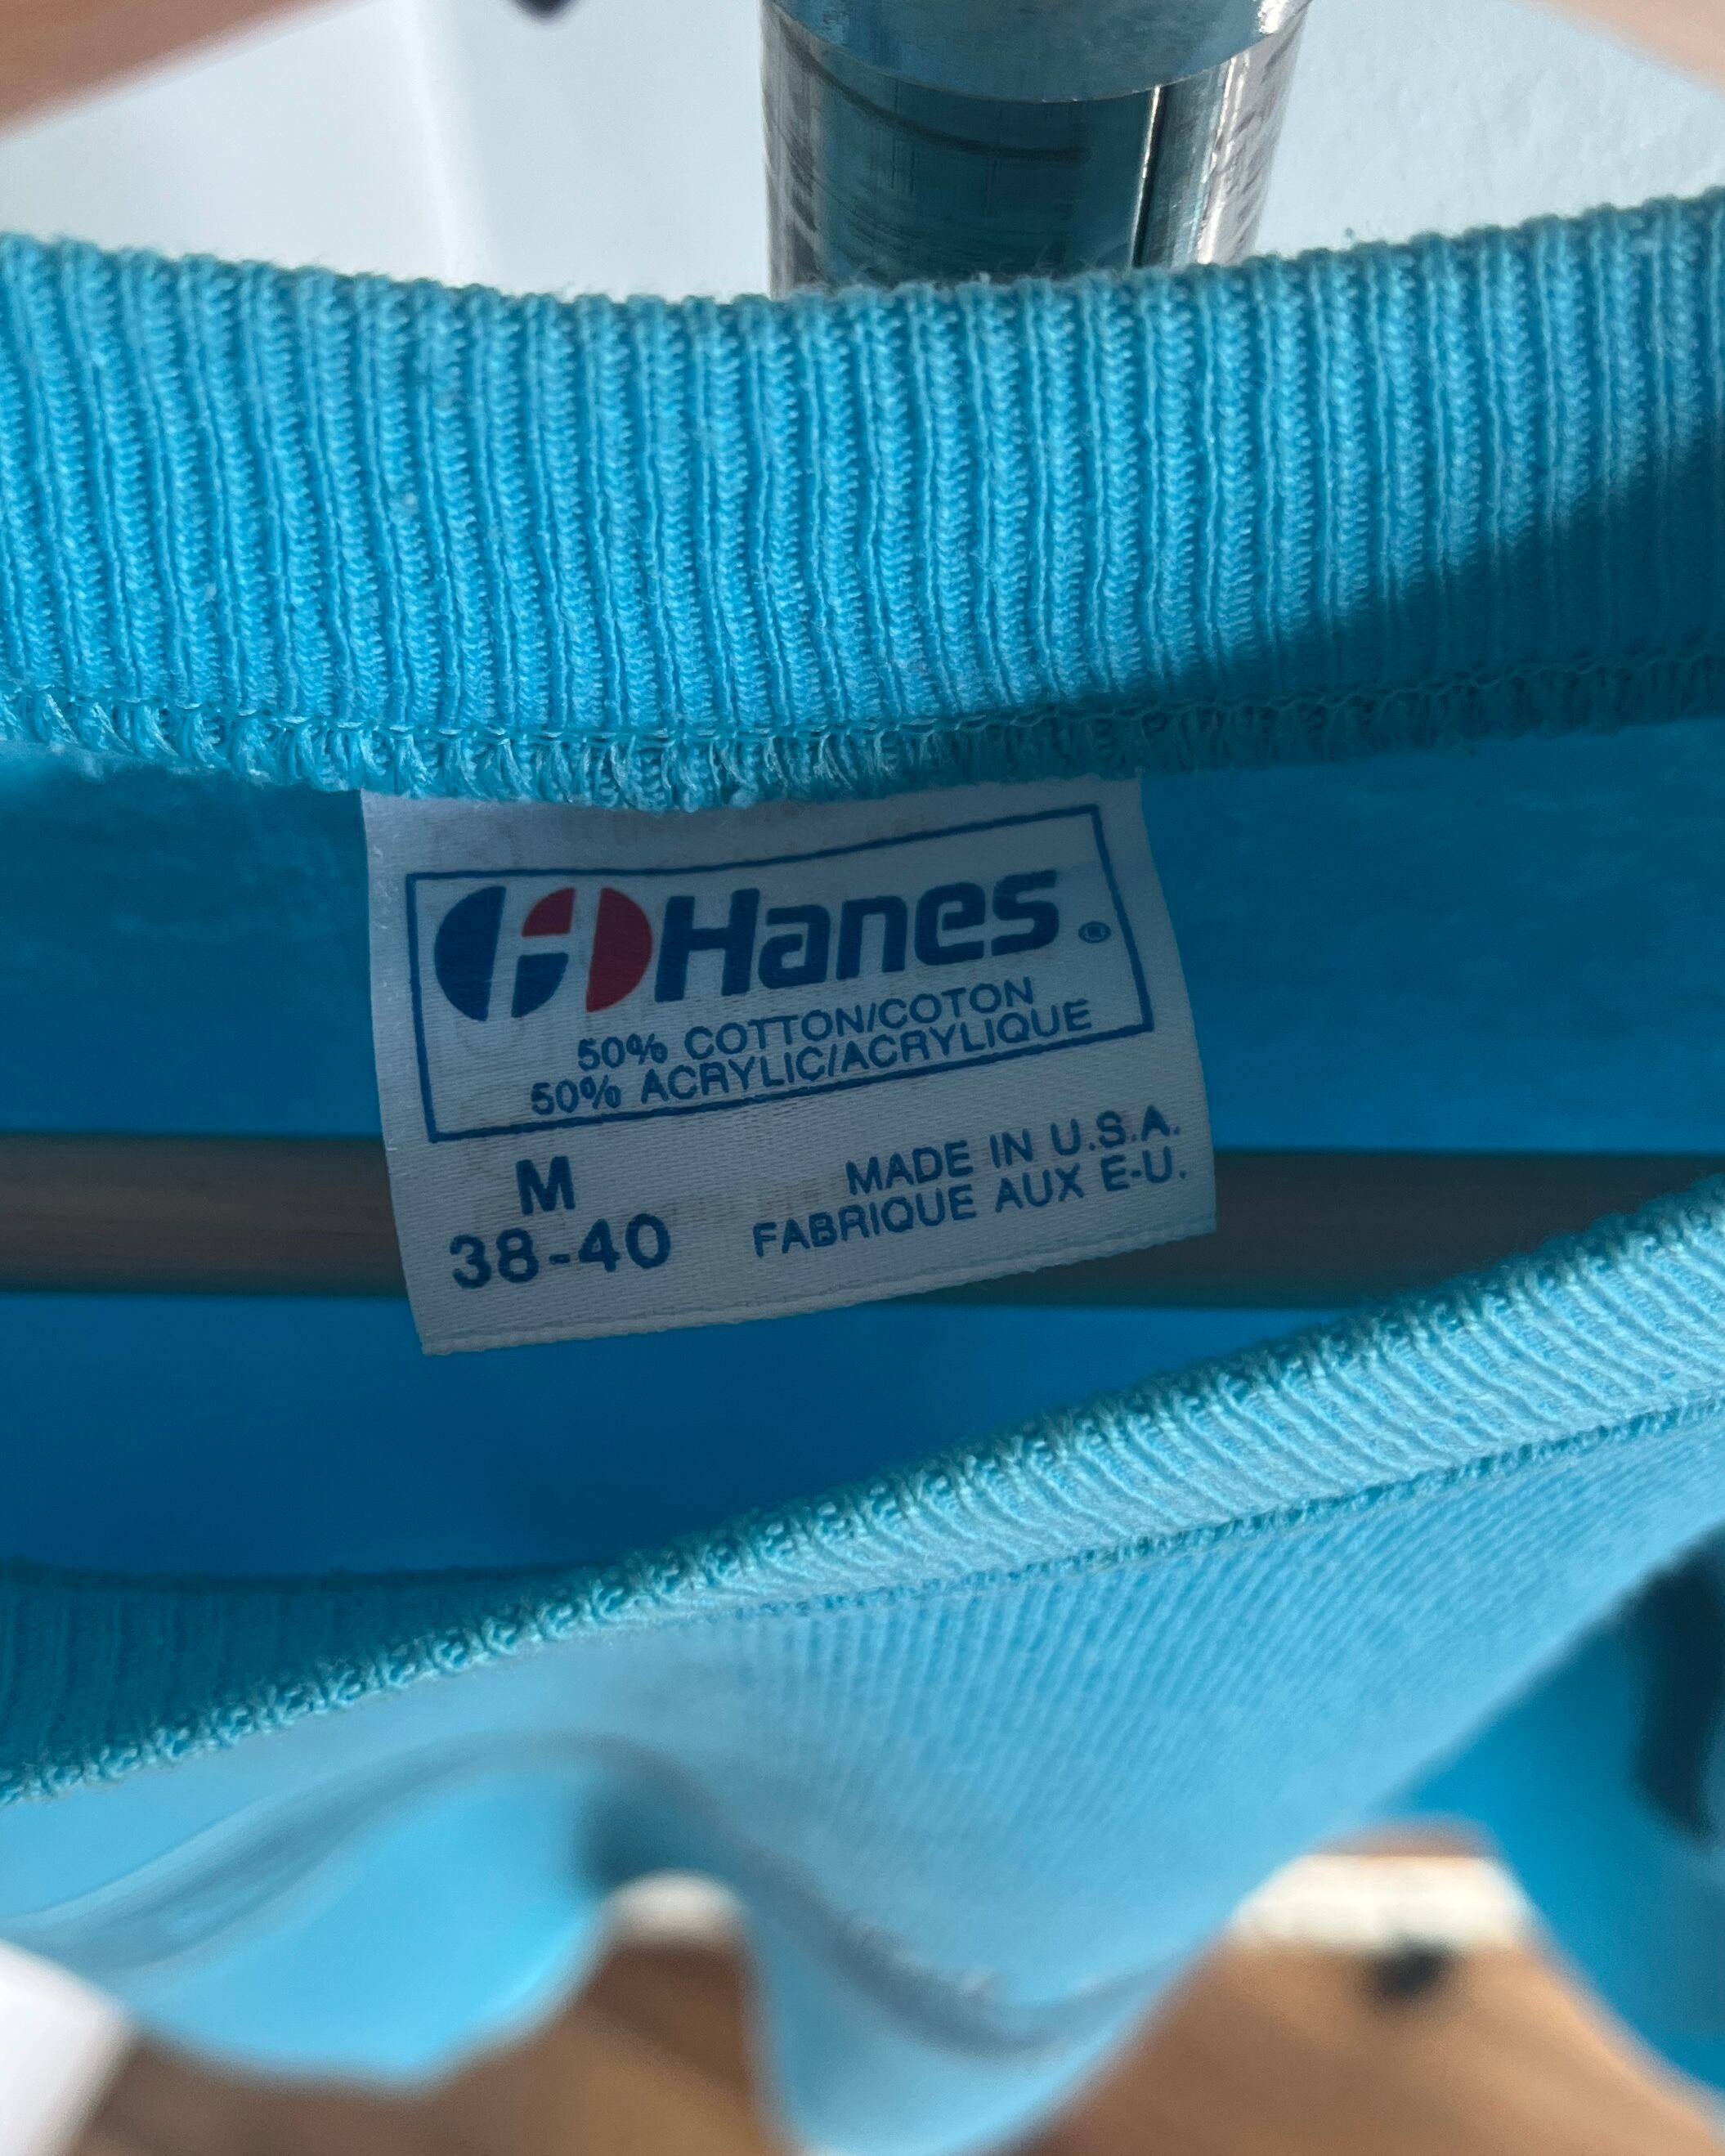 Hanes®
50% COTTON/COTON
50% ACRYLIC/ACRYLIQUE
M
38-40
MADE IN U.S.A.
FABRIQUE AUX E-U.